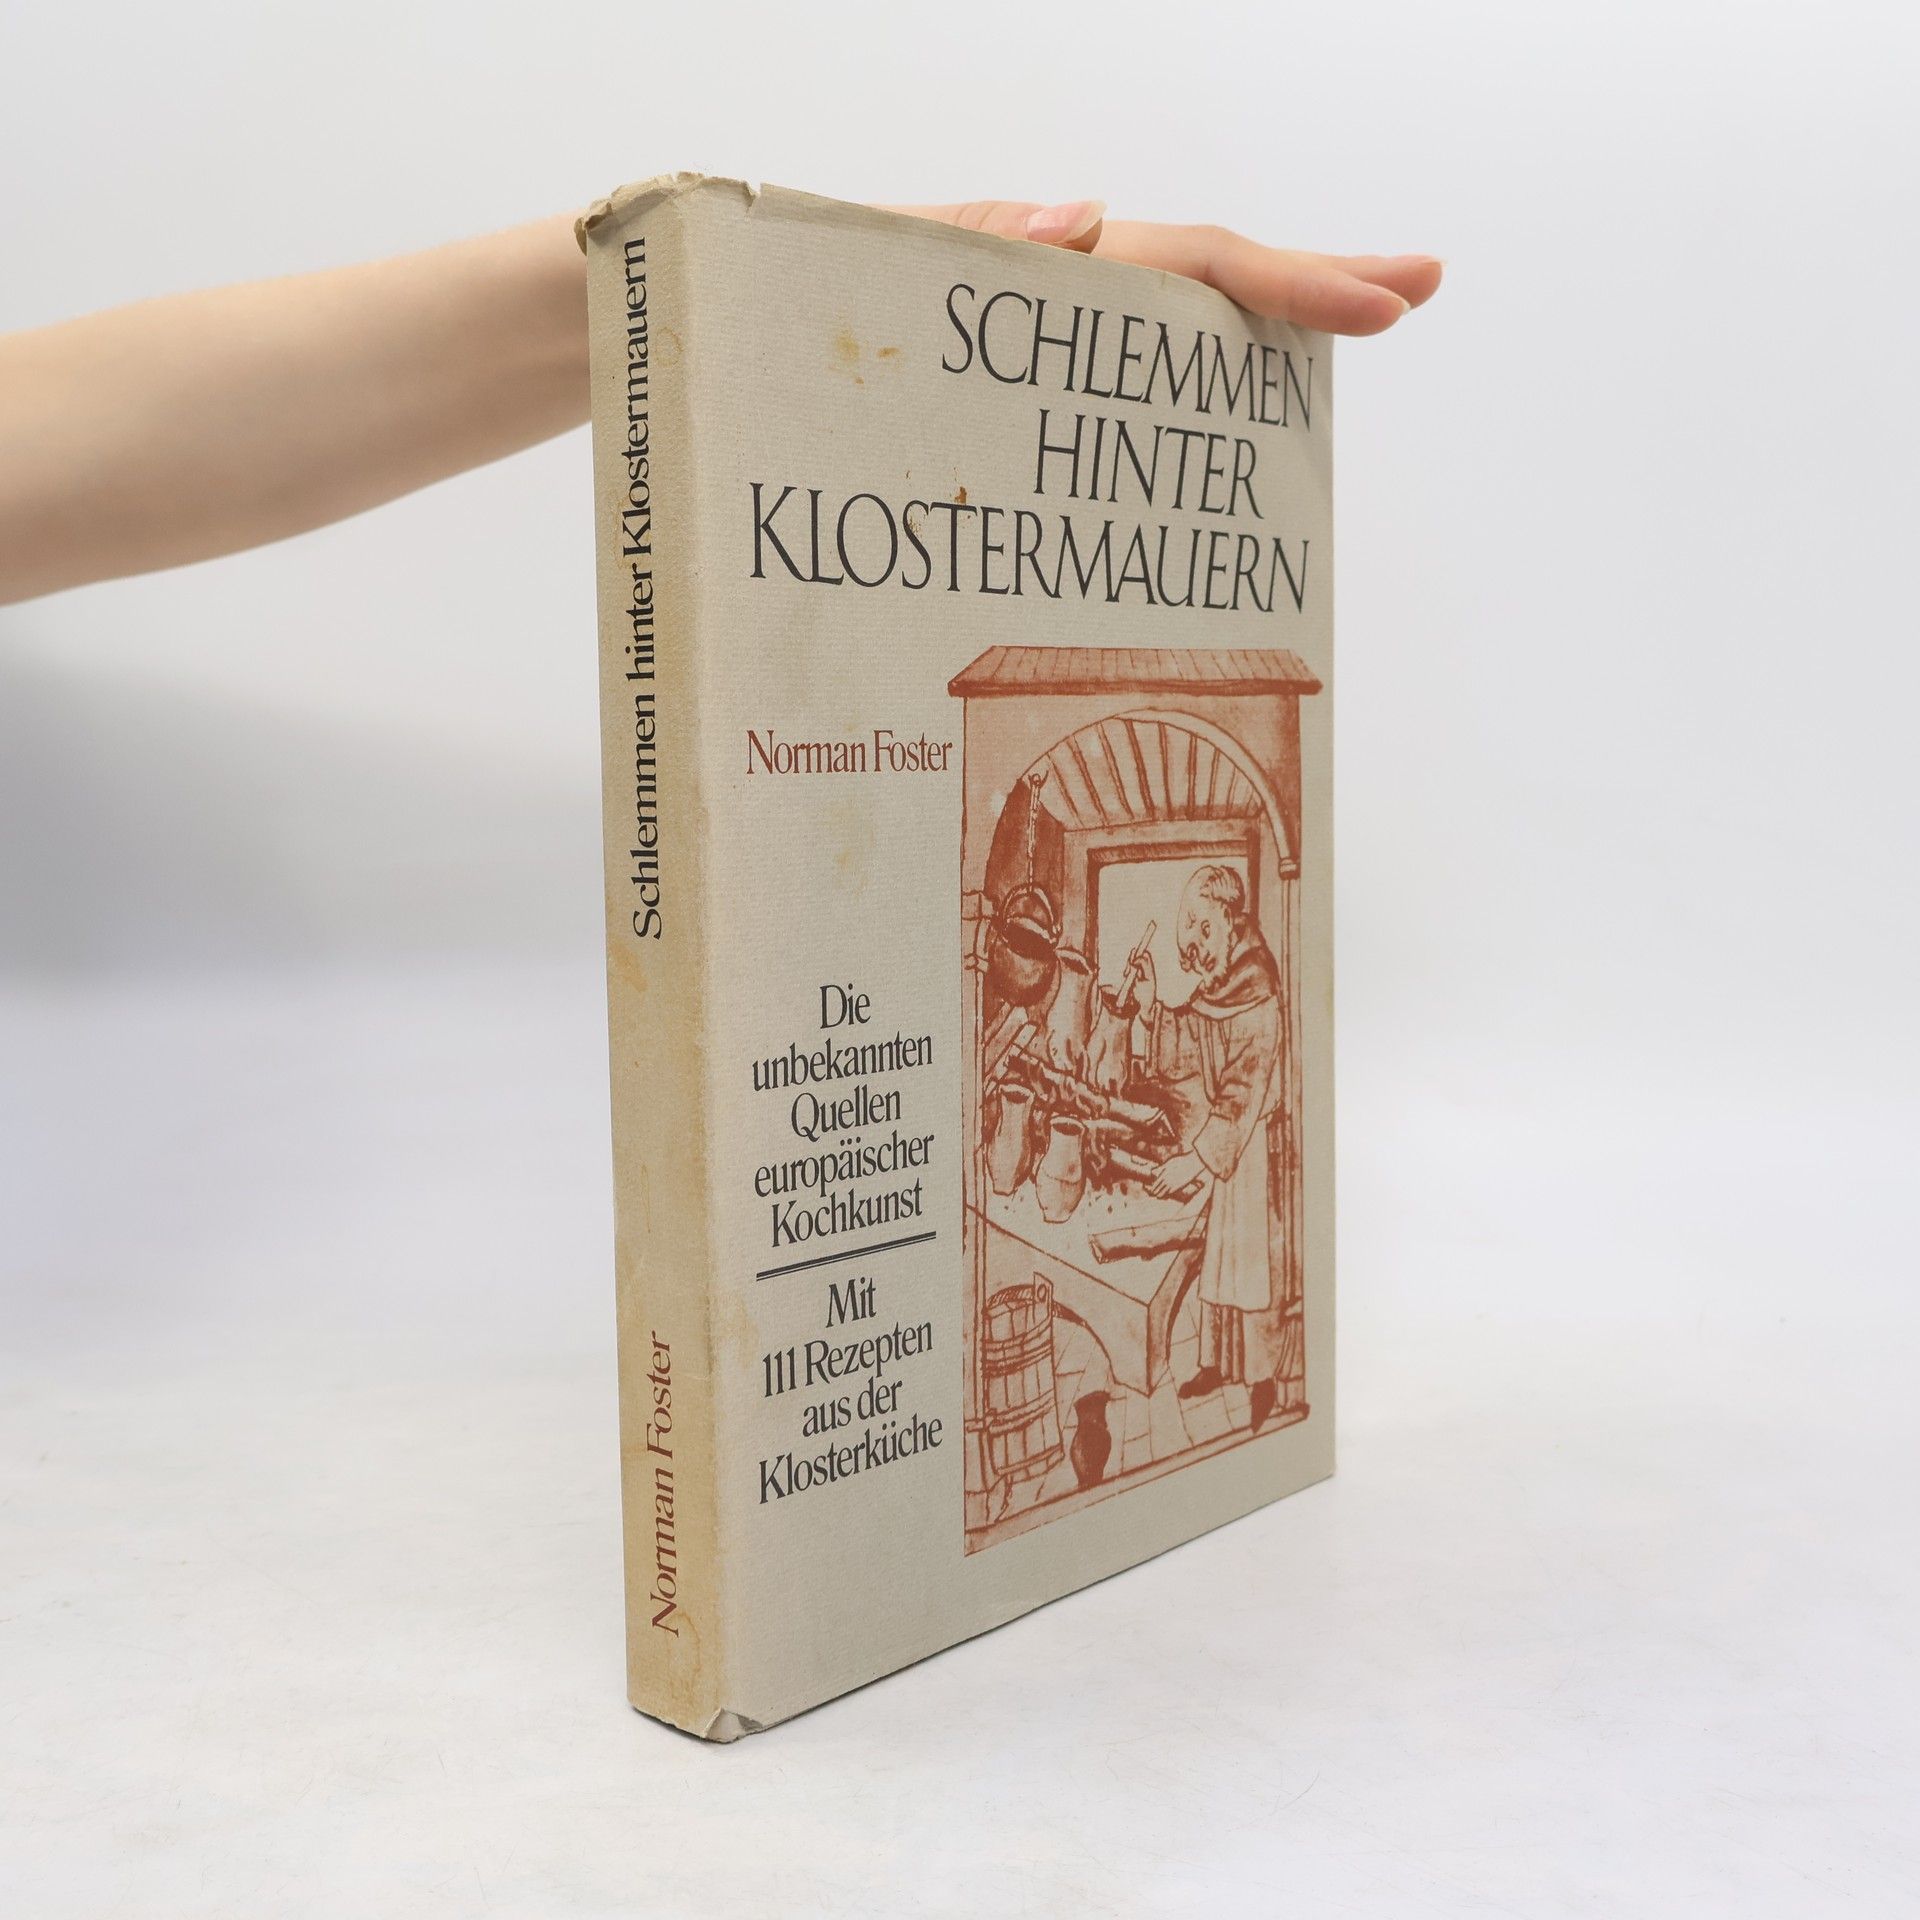 Schlemmen hinter Klostermauern
Norman Foster
SCHLEMMEN
HINTER
KLOSTERMAUERN
Norman Foster
Die
unbekannten
Quellen
europäischer
Kochkunst
Mit
111 Rezepten
aus der
Klosterküche